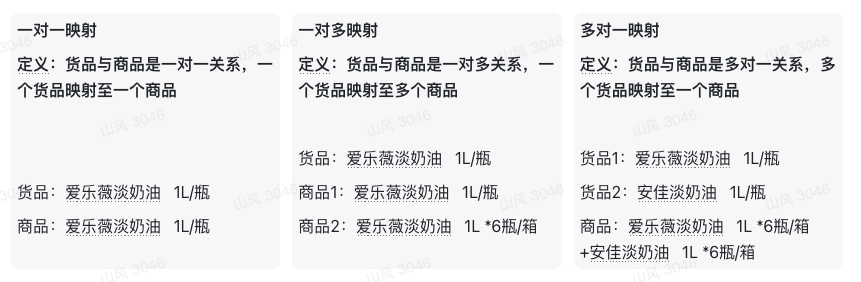 一对一映射
定义：货品与商品是一对一关系，一
个货品映射至一个商品
货品：爱乐薇淡奶油 1L/瓶
商品：爱乐薇淡奶油 1L/瓶
一对多映射
定义：货品与商品是一对多关系，一
个货品映射至多个商品
货品：爱乐薇淡奶油 1L/瓶
商品1：爱乐薇淡奶油 1L/瓶
商品2：爱乐薇淡奶油 1L *6瓶/箱
多对一映射
定义：货品与商品是多对一关系，多
个货品映射至一个商品
货品1：爱乐薇淡奶油 1L/瓶
货品2：安佳淡奶油 1L/瓶
商品：爱乐薇淡奶油 1L *6瓶/箱
+安佳淡奶油 1L *6瓶/箱
山风 3046